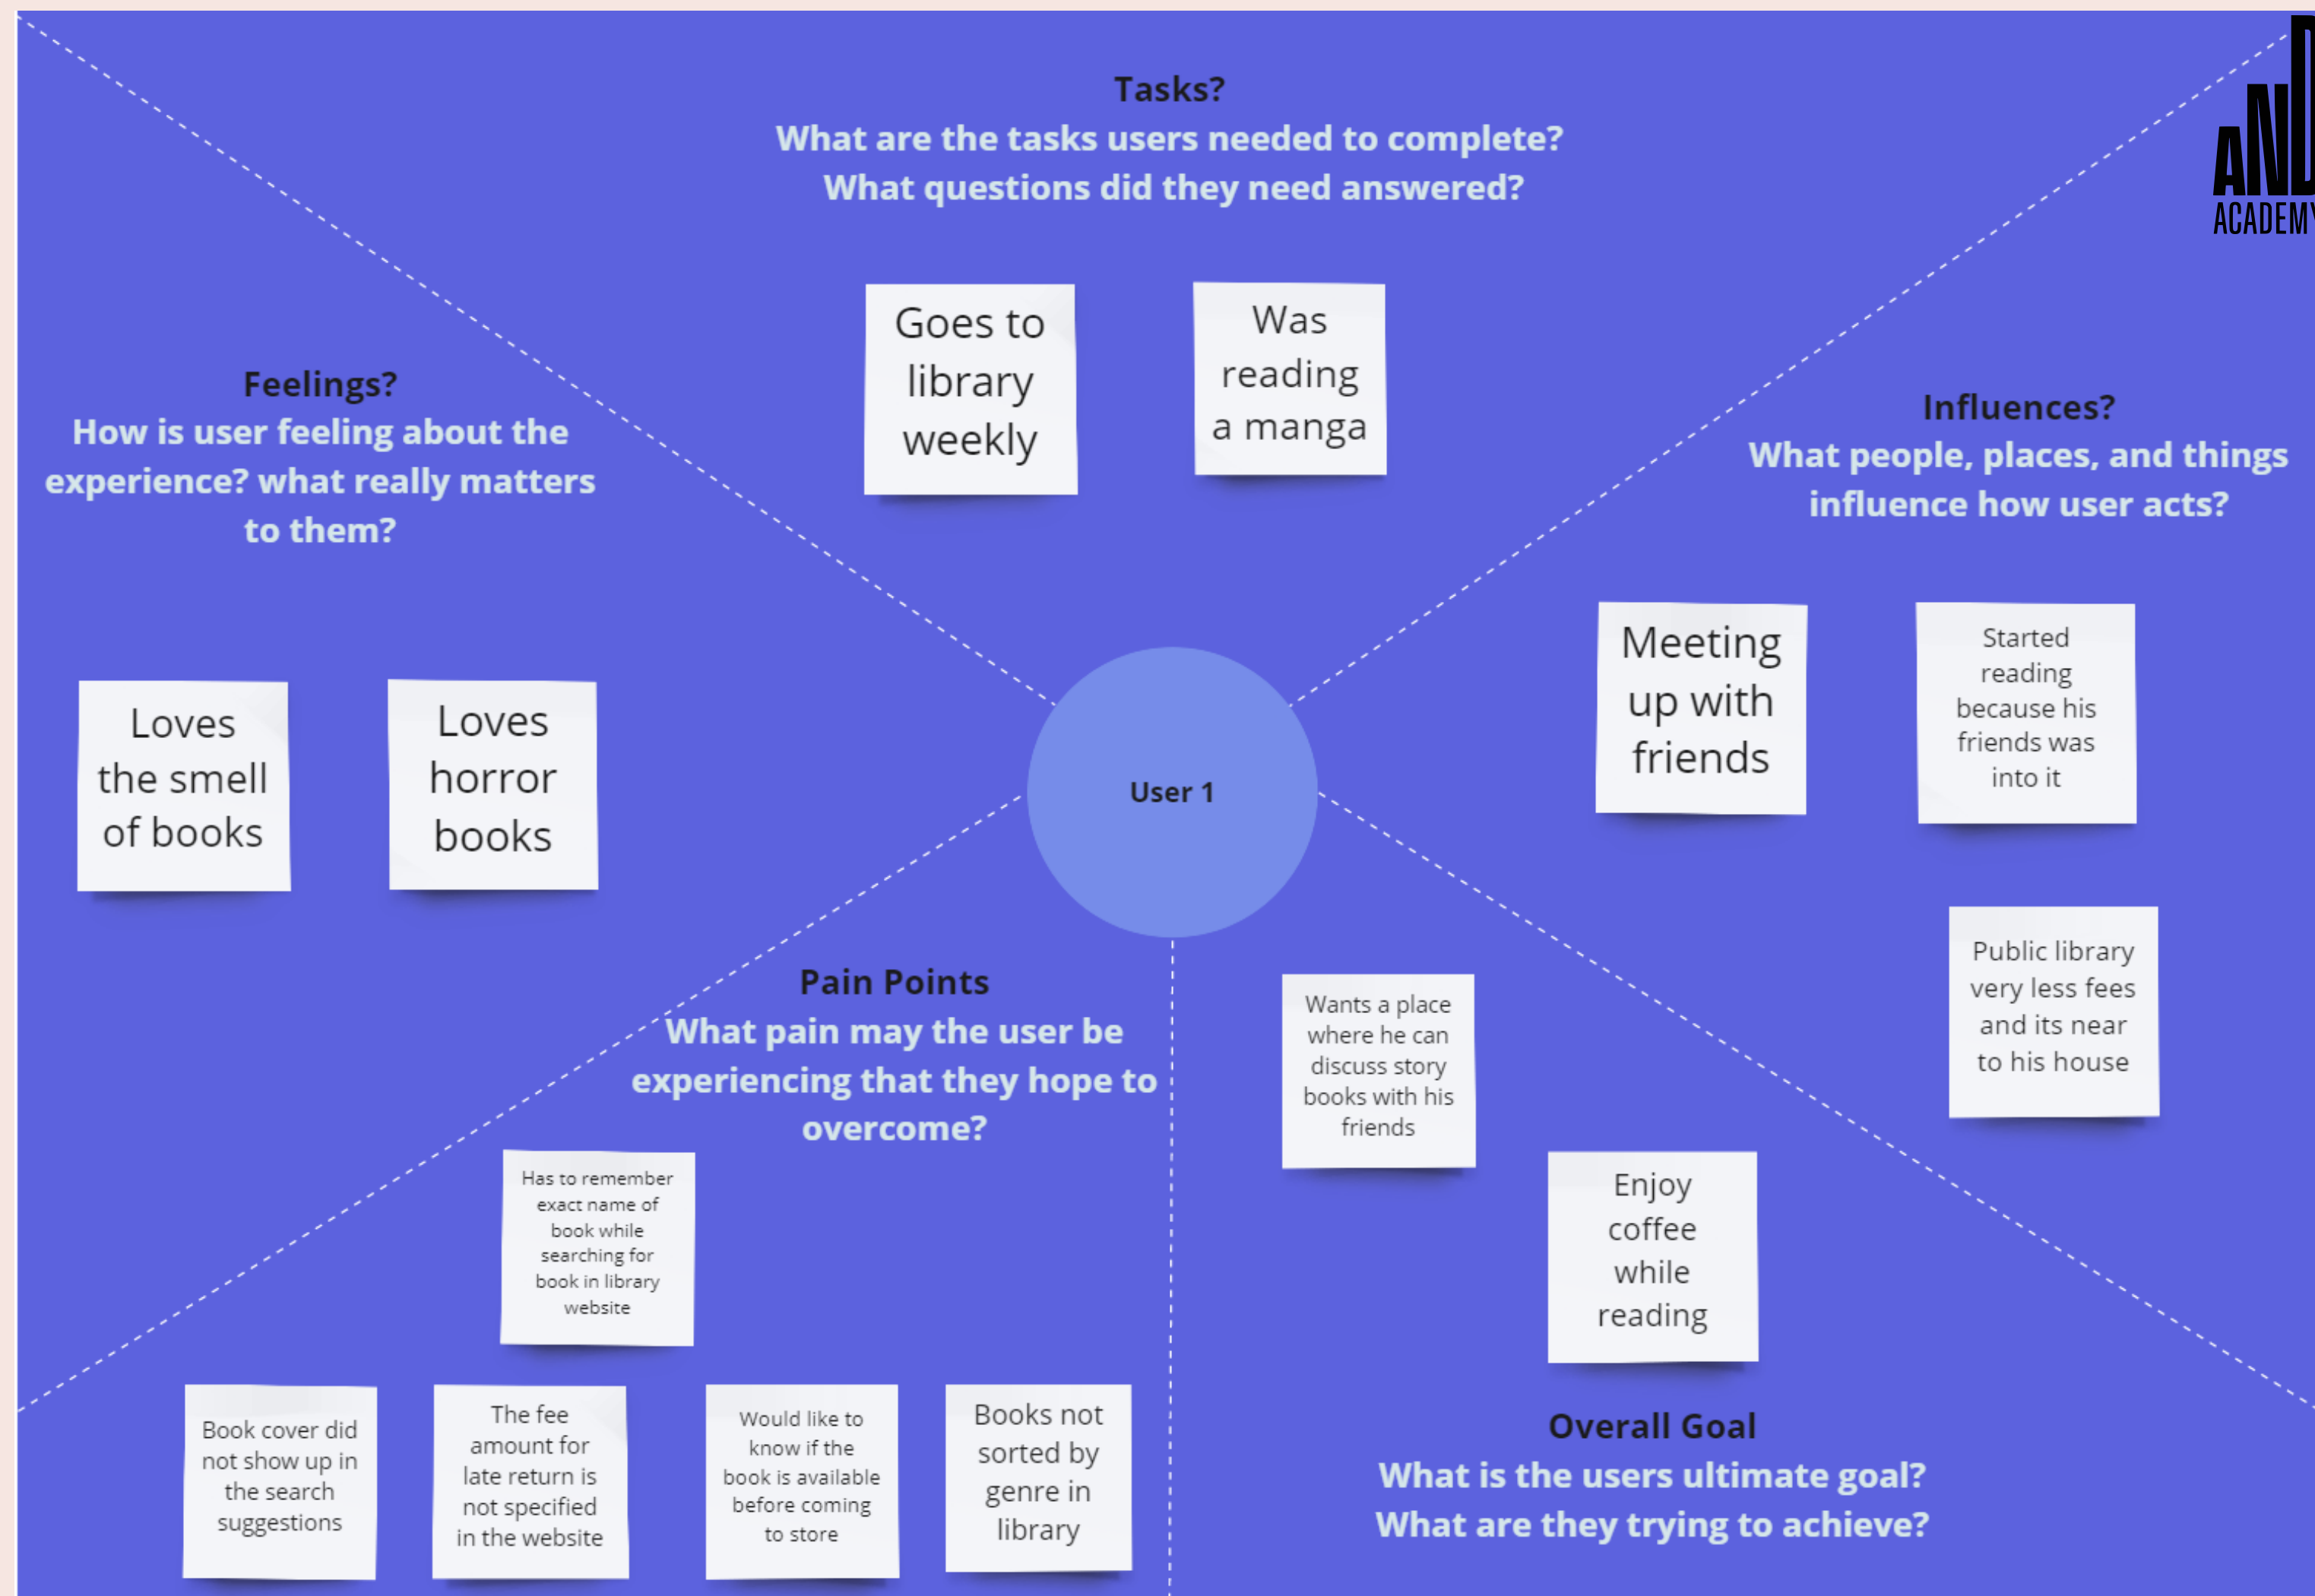 Tasks?
What are the tasks users needed to complete?
What questions did they need answered?
AND
ACADEMY
Goes to
library
weekly
Was
reading
a manga
Feelings?
How is user feeling about the
experience? what really matters
to them?
Loves
the smell
of books
Loves
horror
books
Influences?
What people, places, and things
influence how user acts?
Meeting
up with
friends
Started
reading
because his
friends was
into it
Public library
very less fees
and its near
to his house
User 1
Pain Points
What pain may the user be
experiencing that they hope to
overcome?
Has to remember
exact name of
book while
searching for
book in library
website
Book cover did
not show up in
the search
suggestions
The fee
amount for
late return is
not specified
in the website
Would like to
know if the
book is available
before coming
to store
Books not
sorted by
genre in
library
Wants a place
where he can
discuss story
books with his
friends
Enjoy
coffee
while
reading
Overall Goal
What is the users ultimate goal?
What are they trying to achieve?